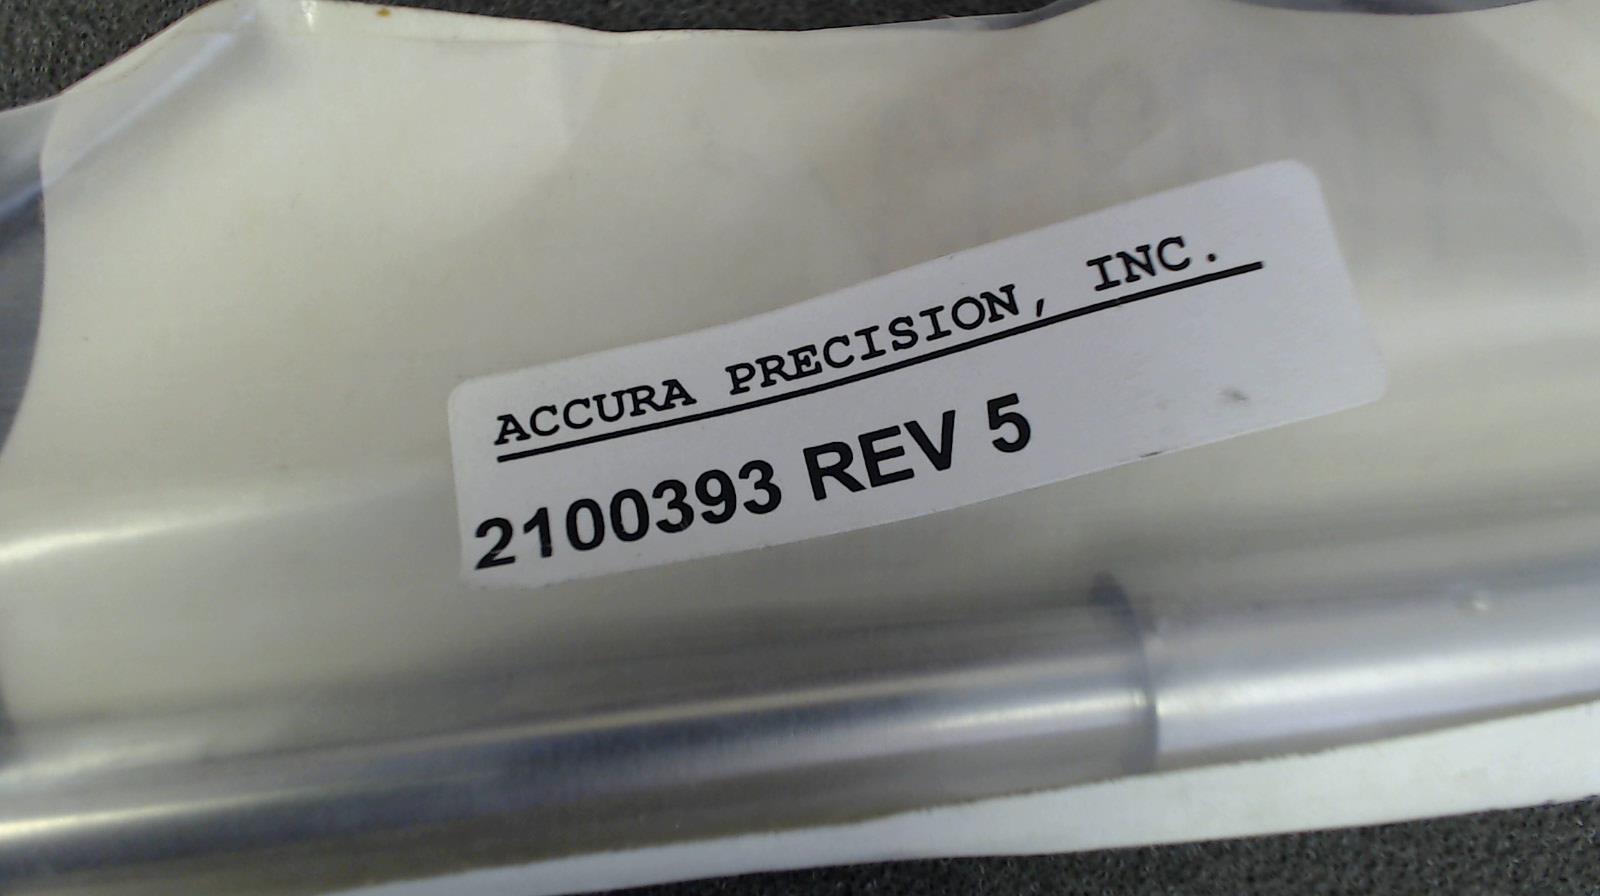 ACCURA PRECISION, INC.
2100393 REV 5